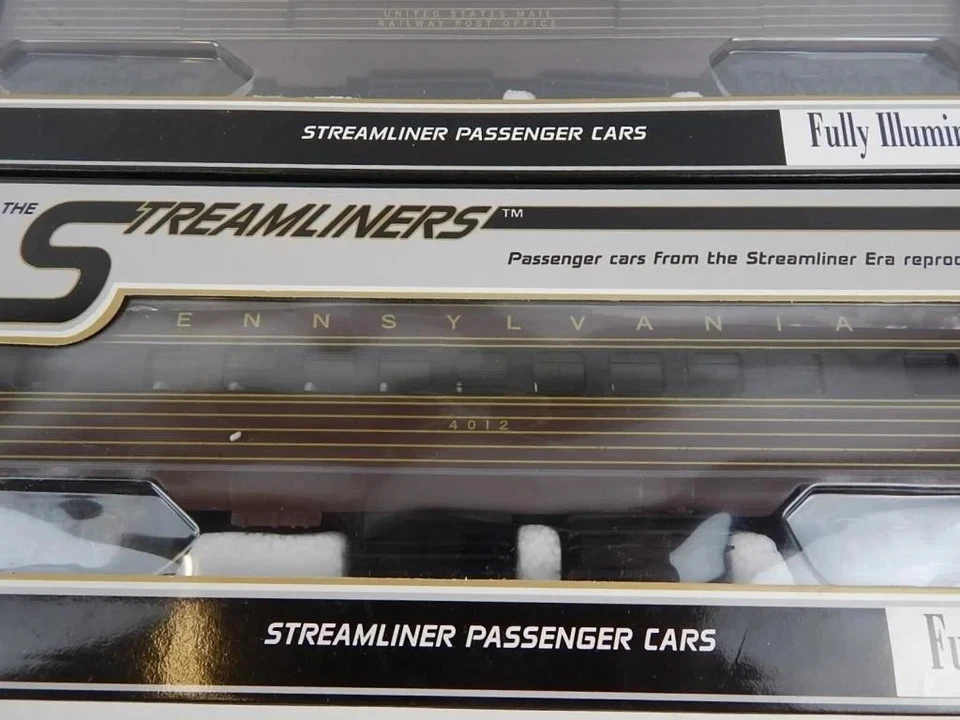 UNITED STATES MAIL
RAILWAY POST OFFICE
STREAMLINER PASSENGER CARS
Fully Illumin
THE STREAMLINERS™
Passenger cars from the Streamliner Era reproc
ENNSYLVANIA
4012
STREAMLINER PASSENGER CARS
Fu